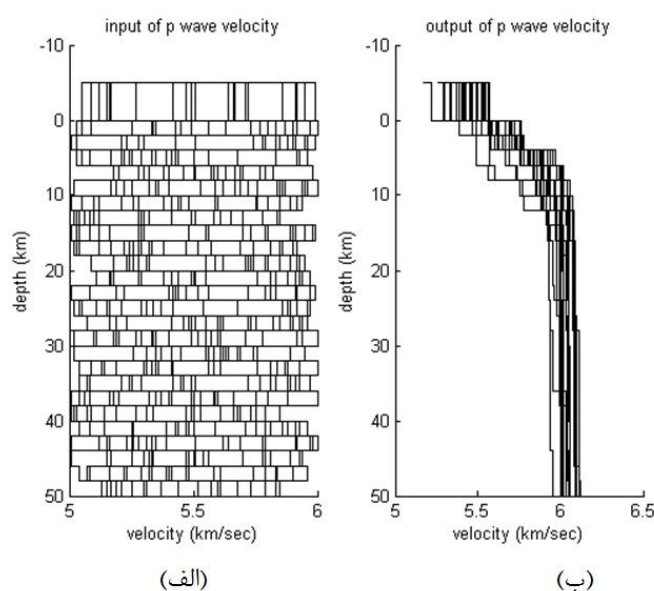 input of p wave velocity
-10
0
10
20
30
40
50
depth (km)
5
5.5
6
velocity (km/sec)
(الف)
output of p wave velocity
-10
0
10
20
30
40
50
depth (km)
5
5.5
6
6.5
velocity (km/sec)
(ب)